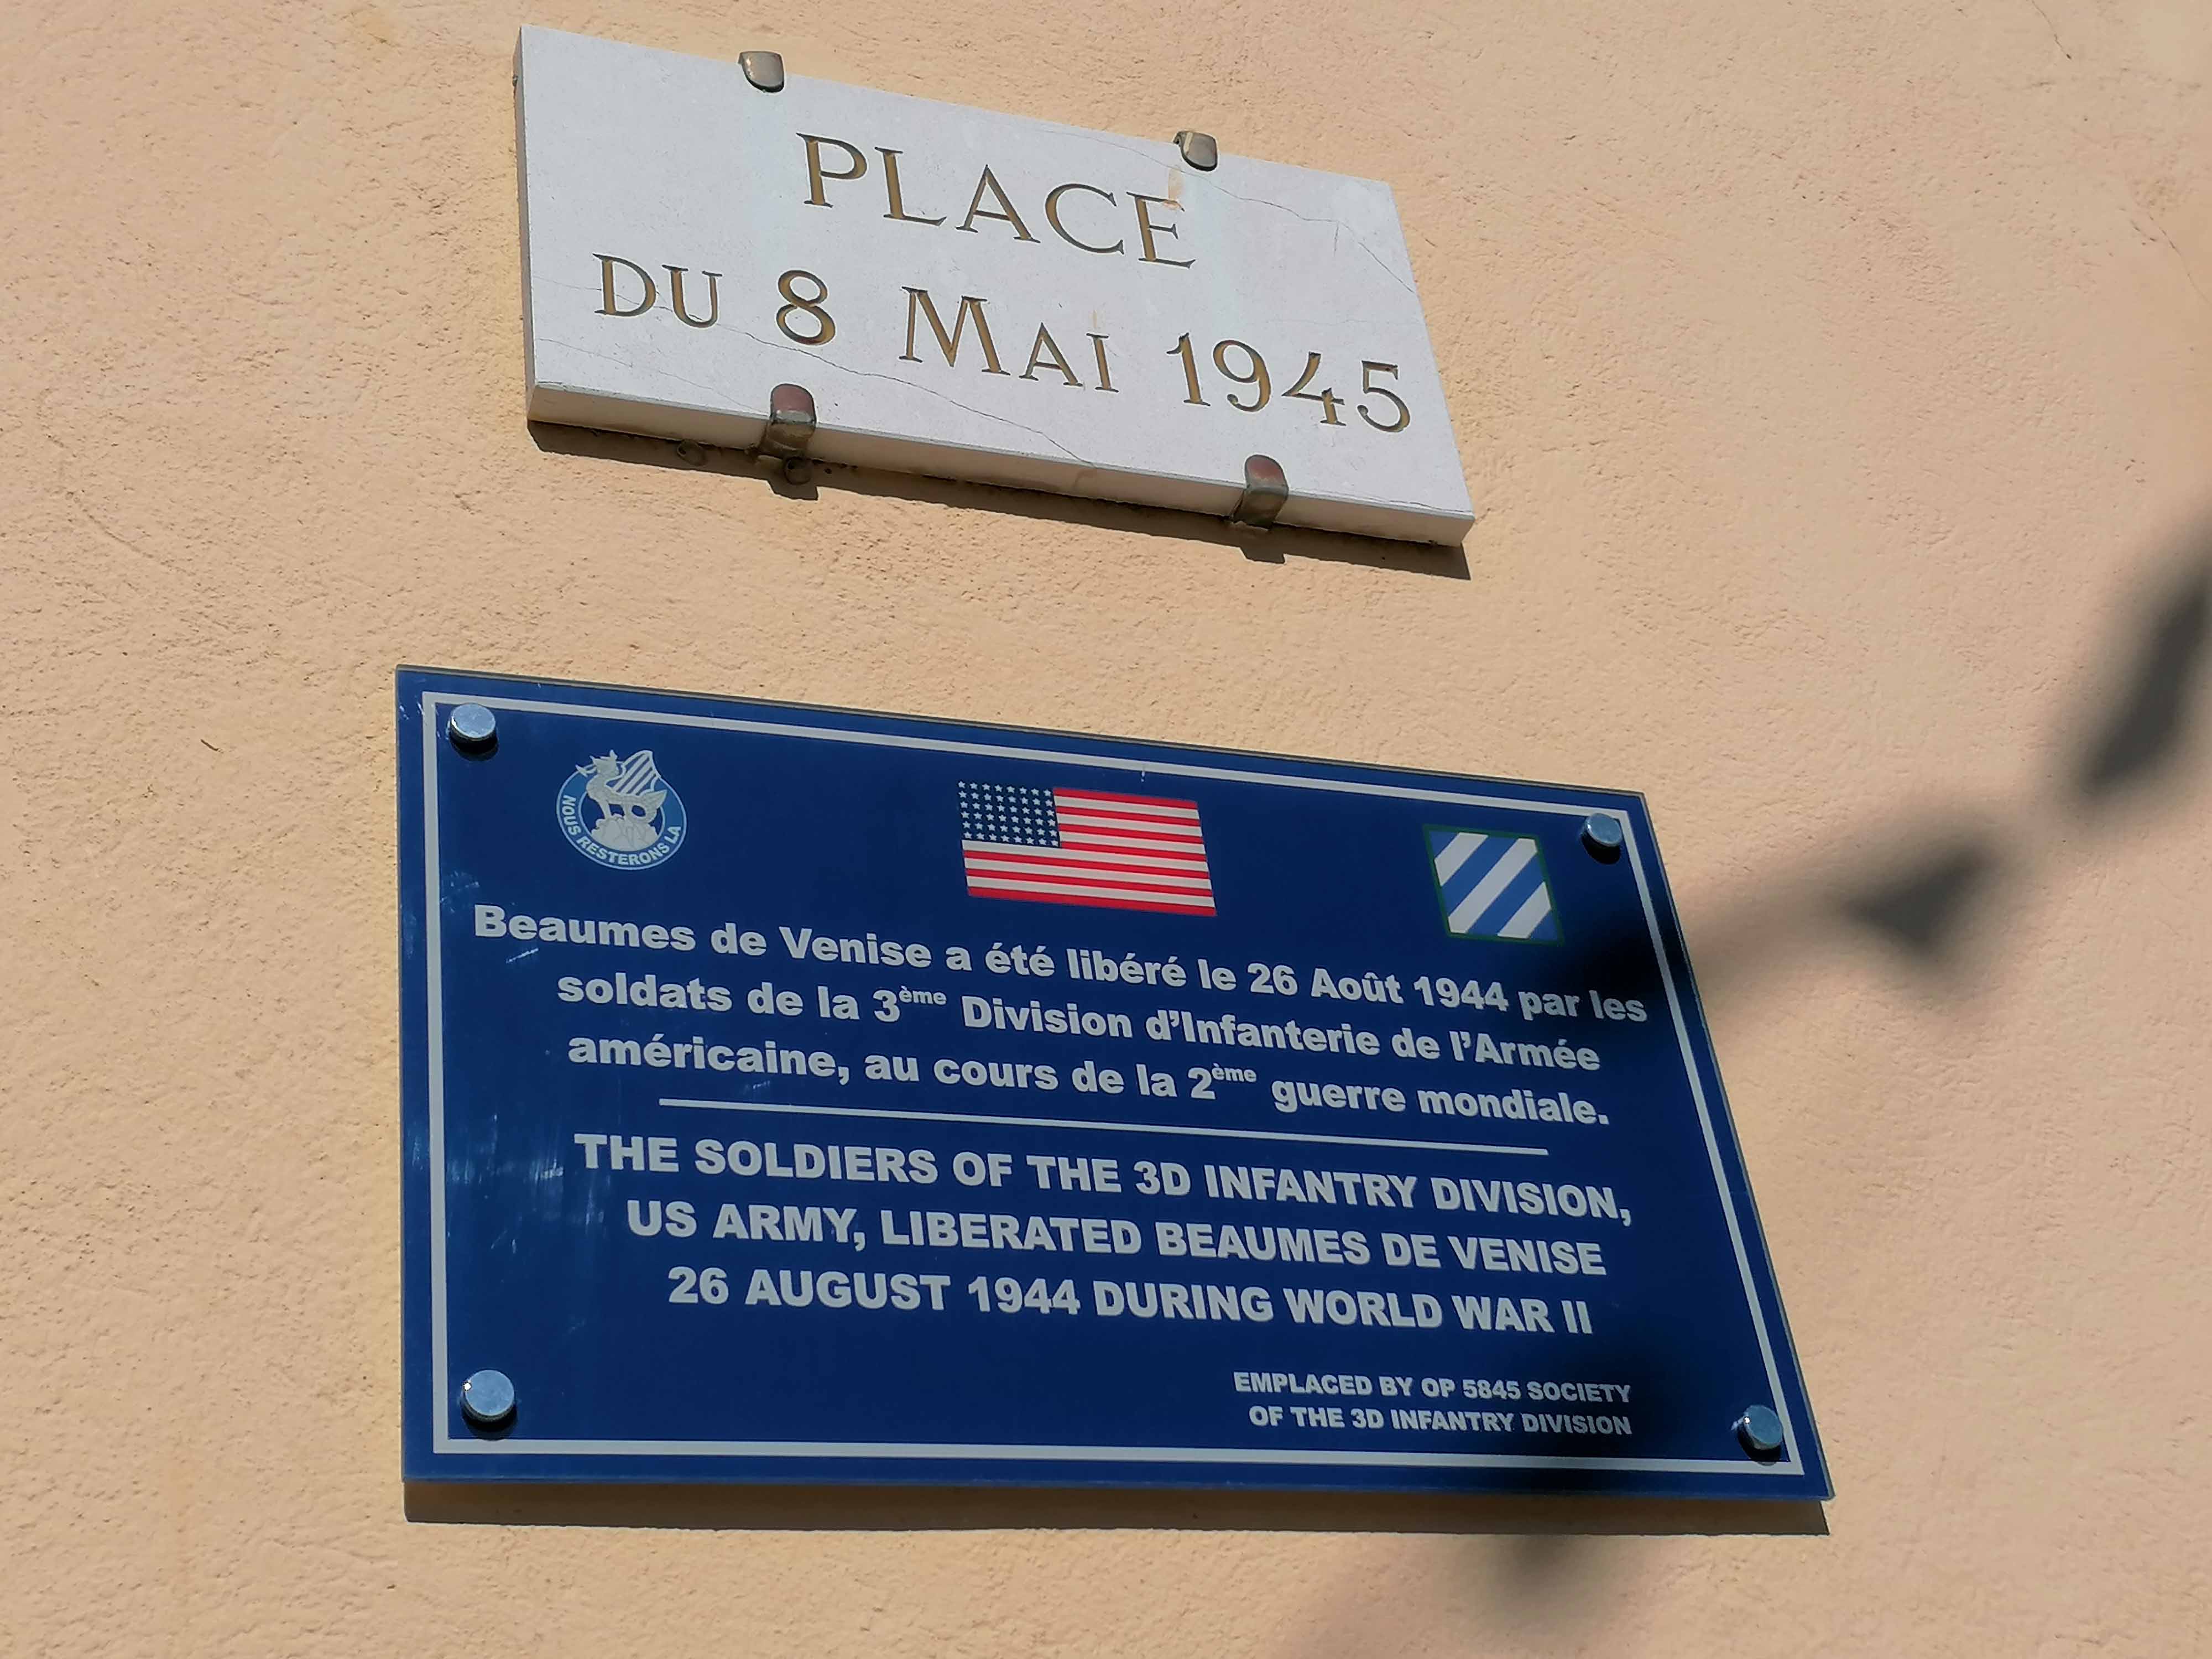 PLACE
DU 8 MAI 1945
NOUS RESTERONS LA
Beaumes de Venise a été libéré le 26 Août 1944 par les
soldats de la 3ème Division d'Infanterie de l'Armée
américaine, au cours de la 2ème guerre mondiale.
THE SOLDIERS OF THE 3D INFANTRY DIVISION,
US ARMY, LIBERATED BEAUMES DE VENISE
26 AUGUST 1944 DURING WORLD WAR II
EMPLACED BY OP 5845 SOCIETY
OF THE 3D INFANTRY DIVISION